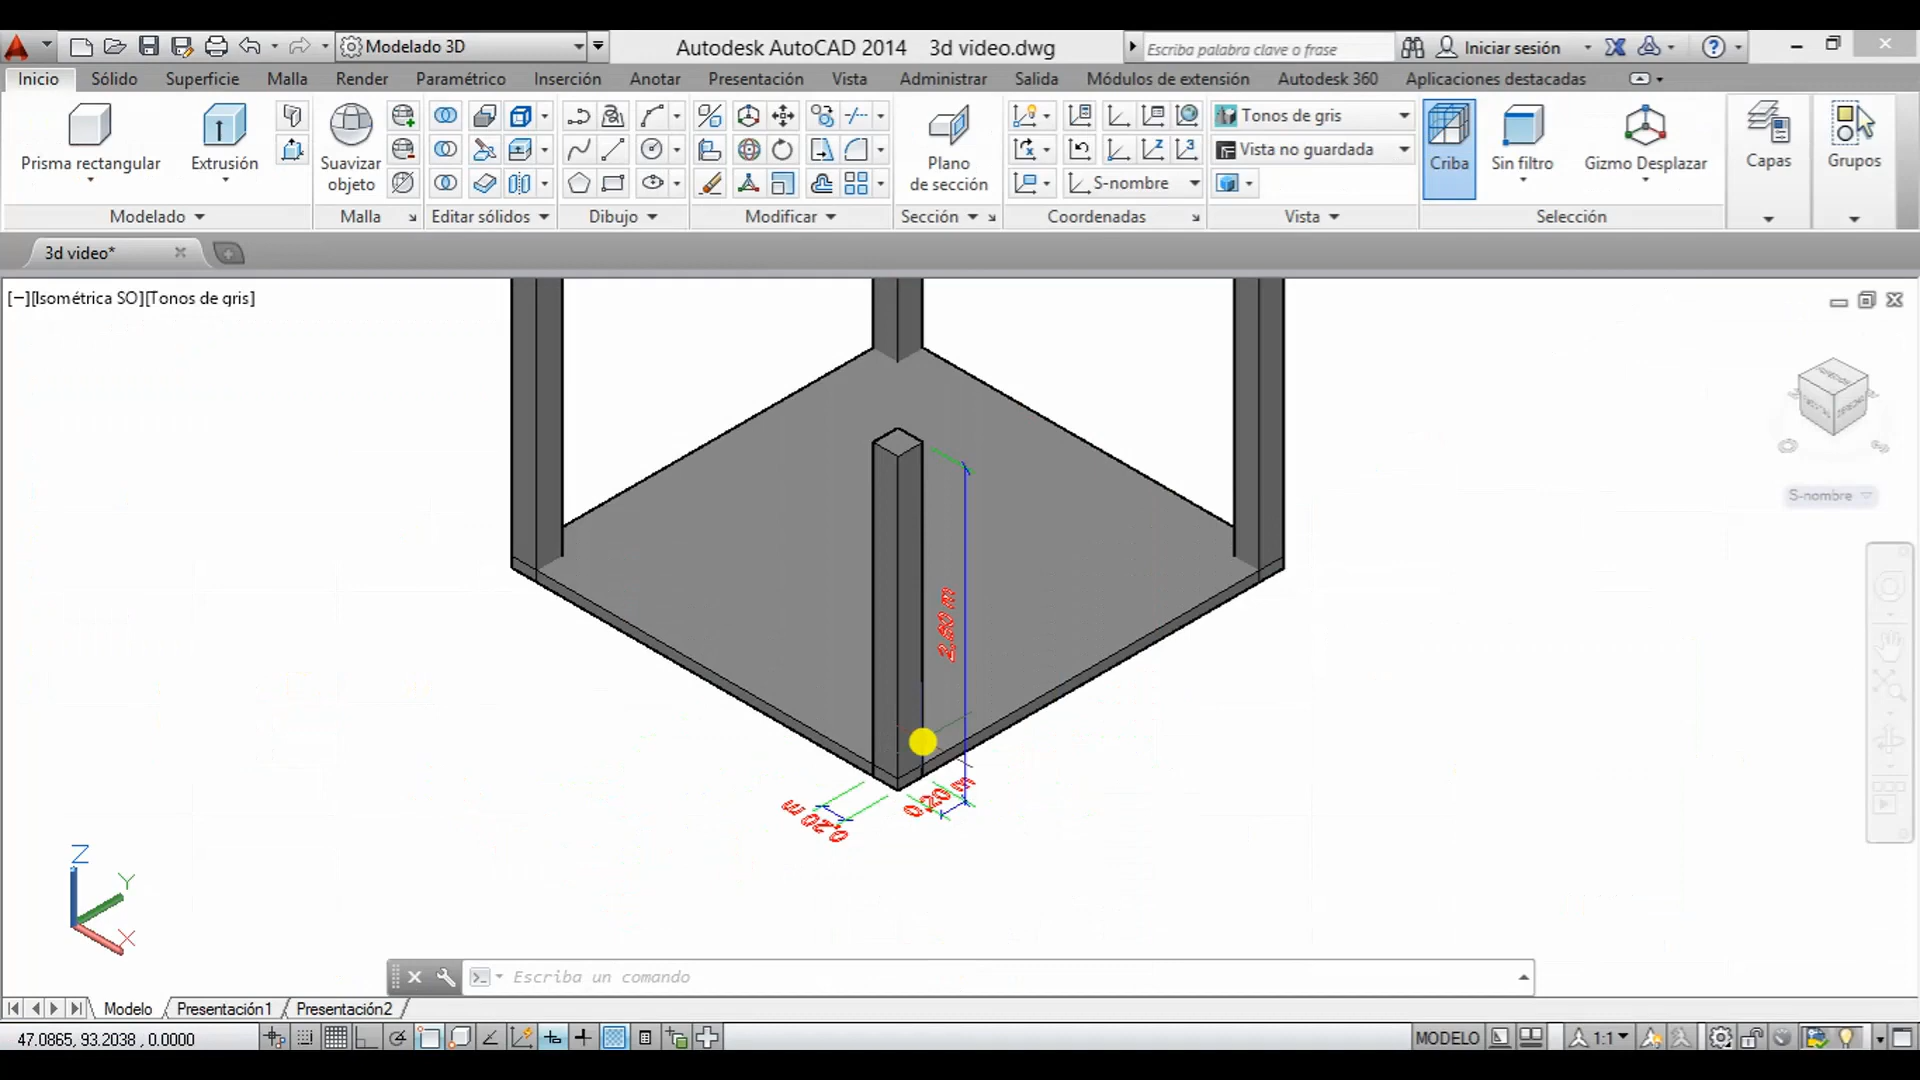 Modelado 3D
Autodesk AutoCAD 2014 3d video.dwg
Escriba palabra clave o frase
Iniciar sesión
Inicio Sólido Superficie Malla Render Paramétrico Inserción Anotar Presentación Vista Administrar Salida Módulos de extensión Autodesk 360 Aplicaciones destacadas
Prisma rectangular
Extrusión
Suavizar
objeto
Plano
de sección
S-nombre
Tonos de gris
Vista no guardada
Criba
Sin filtro
Gizmo Desplazar
Capas
Grupos
Modelado Malla Editar sólidos Dibujo Modificar Sección Coordenadas Vista Selección
3d video*
[−][Isométrica SO][Tonos de gris]
S-nombre
2,80 m
0,20 m
0,20 m
Z
Y
X
Escriba un comando
Modelo Presentación1 Presentación2
47.0865, 93.2038 , 0.0000
MODELO
1:1